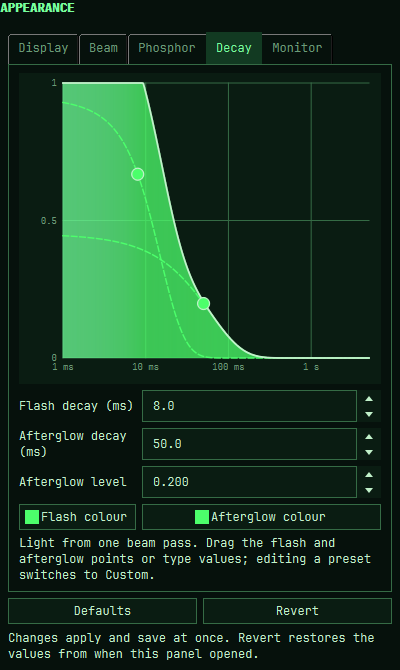 APPEARANCE
Display Beam Phosphor Decay Monitor
1
0.5
0
1 ms 10 ms 100 ms 1 s
Flash decay (ms) 8.0
Afterglow decay
(ms) 50.0
Afterglow level 0.200
Flash colour Afterglow colour
Light from one beam pass. Drag the flash and
afterglow points or type values; editing a preset
switches to Custom.
Defaults Revert
Changes apply and save at once. Revert restores the
values from when this panel opened.